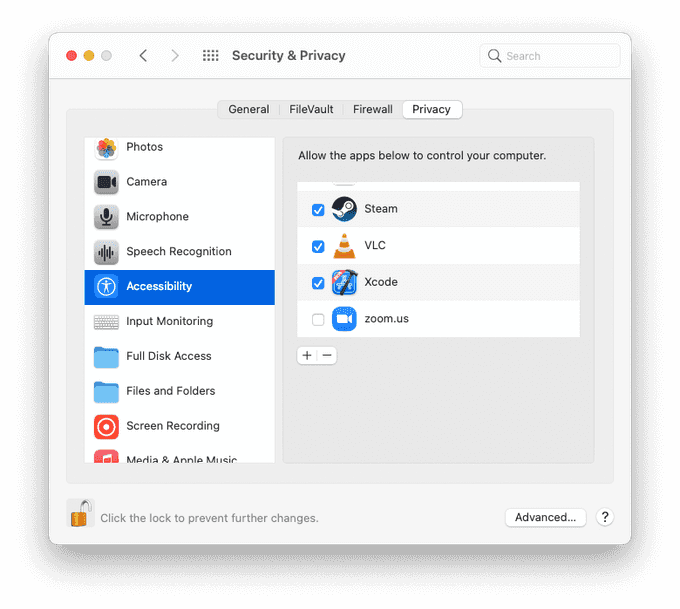 Security & Privacy
Search
General
FileVault
Firewall
Privacy
Photos
Camera
Microphone
Speech Recognition
Accessibility
Input Monitoring
Full Disk Access
Files and Folders
Screen Recording
Media & Apple Music
Allow the apps below to control your computer.
Steam
VLC
Xcode
zoom.us
+ −
Click the lock to prevent further changes.
Advanced...
?